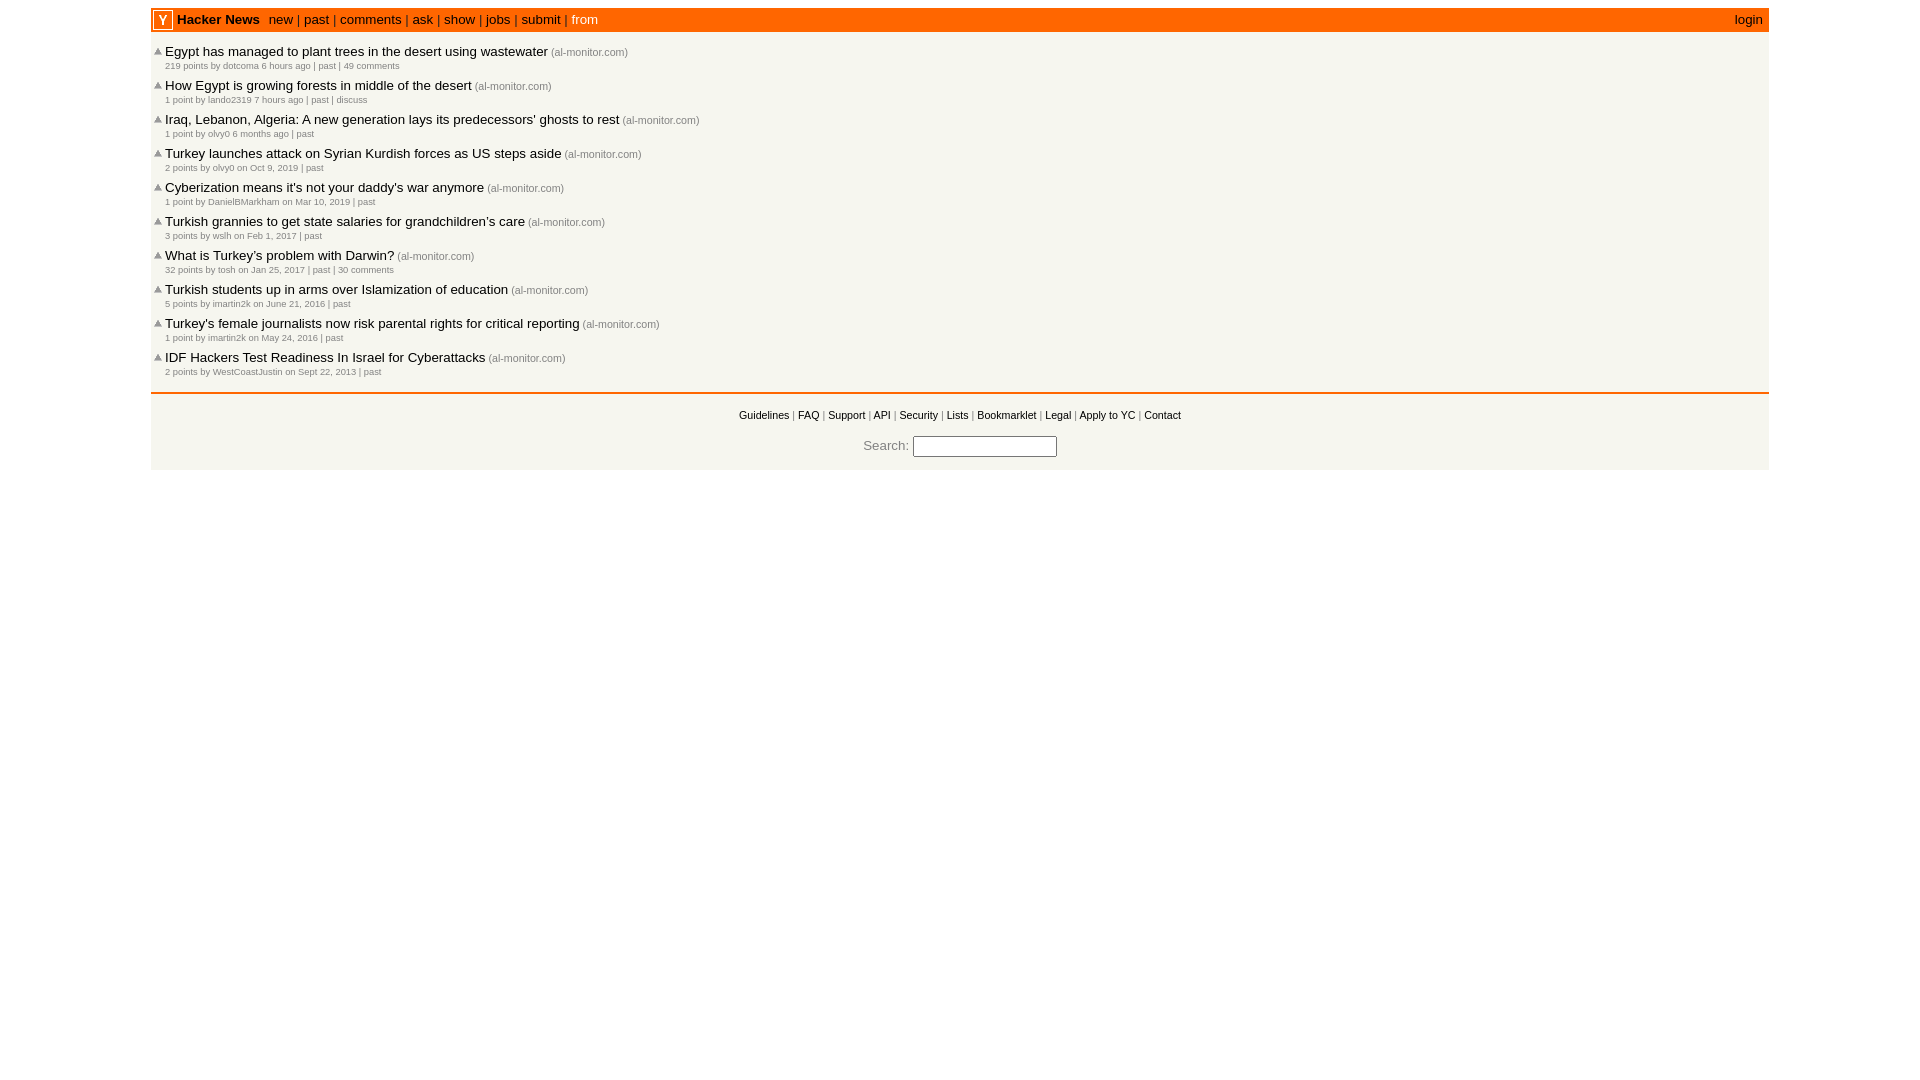 Y Hacker News new | past | comments | ask | show | jobs | submit | from login
Egypt has managed to plant trees in the desert using wastewater (al-monitor.com)
219 points by dotcoma 6 hours ago | past | 49 comments
How Egypt is growing forests in middle of the desert (al-monitor.com)
1 point by lando2319 7 hours ago | past | discuss
Iraq, Lebanon, Algeria: A new generation lays its predecessors' ghosts to rest (al-monitor.com)
1 point by olvy0 6 months ago | past
Turkey launches attack on Syrian Kurdish forces as US steps aside (al-monitor.com)
2 points by olvy0 on Oct 9, 2019 | past
Cyberization means it's not your daddy's war anymore (al-monitor.com)
1 point by DanielBMarkham on Mar 10, 2019 | past
Turkish grannies to get state salaries for grandchildren’s care (al-monitor.com)
3 points by wslh on Feb 1, 2017 | past
What is Turkey’s problem with Darwin? (al-monitor.com)
32 points by tosh on Jan 25, 2017 | past | 30 comments
Turkish students up in arms over Islamization of education (al-monitor.com)
5 points by imartin2k on June 21, 2016 | past
Turkey's female journalists now risk parental rights for critical reporting (al-monitor.com)
1 point by imartin2k on May 24, 2016 | past
IDF Hackers Test Readiness In Israel for Cyberattacks (al-monitor.com)
2 points by WestCoastJustin on Sept 22, 2013 | past
Guidelines | FAQ | Support | API | Security | Lists | Bookmarklet | Legal | Apply to YC | Contact
Search: